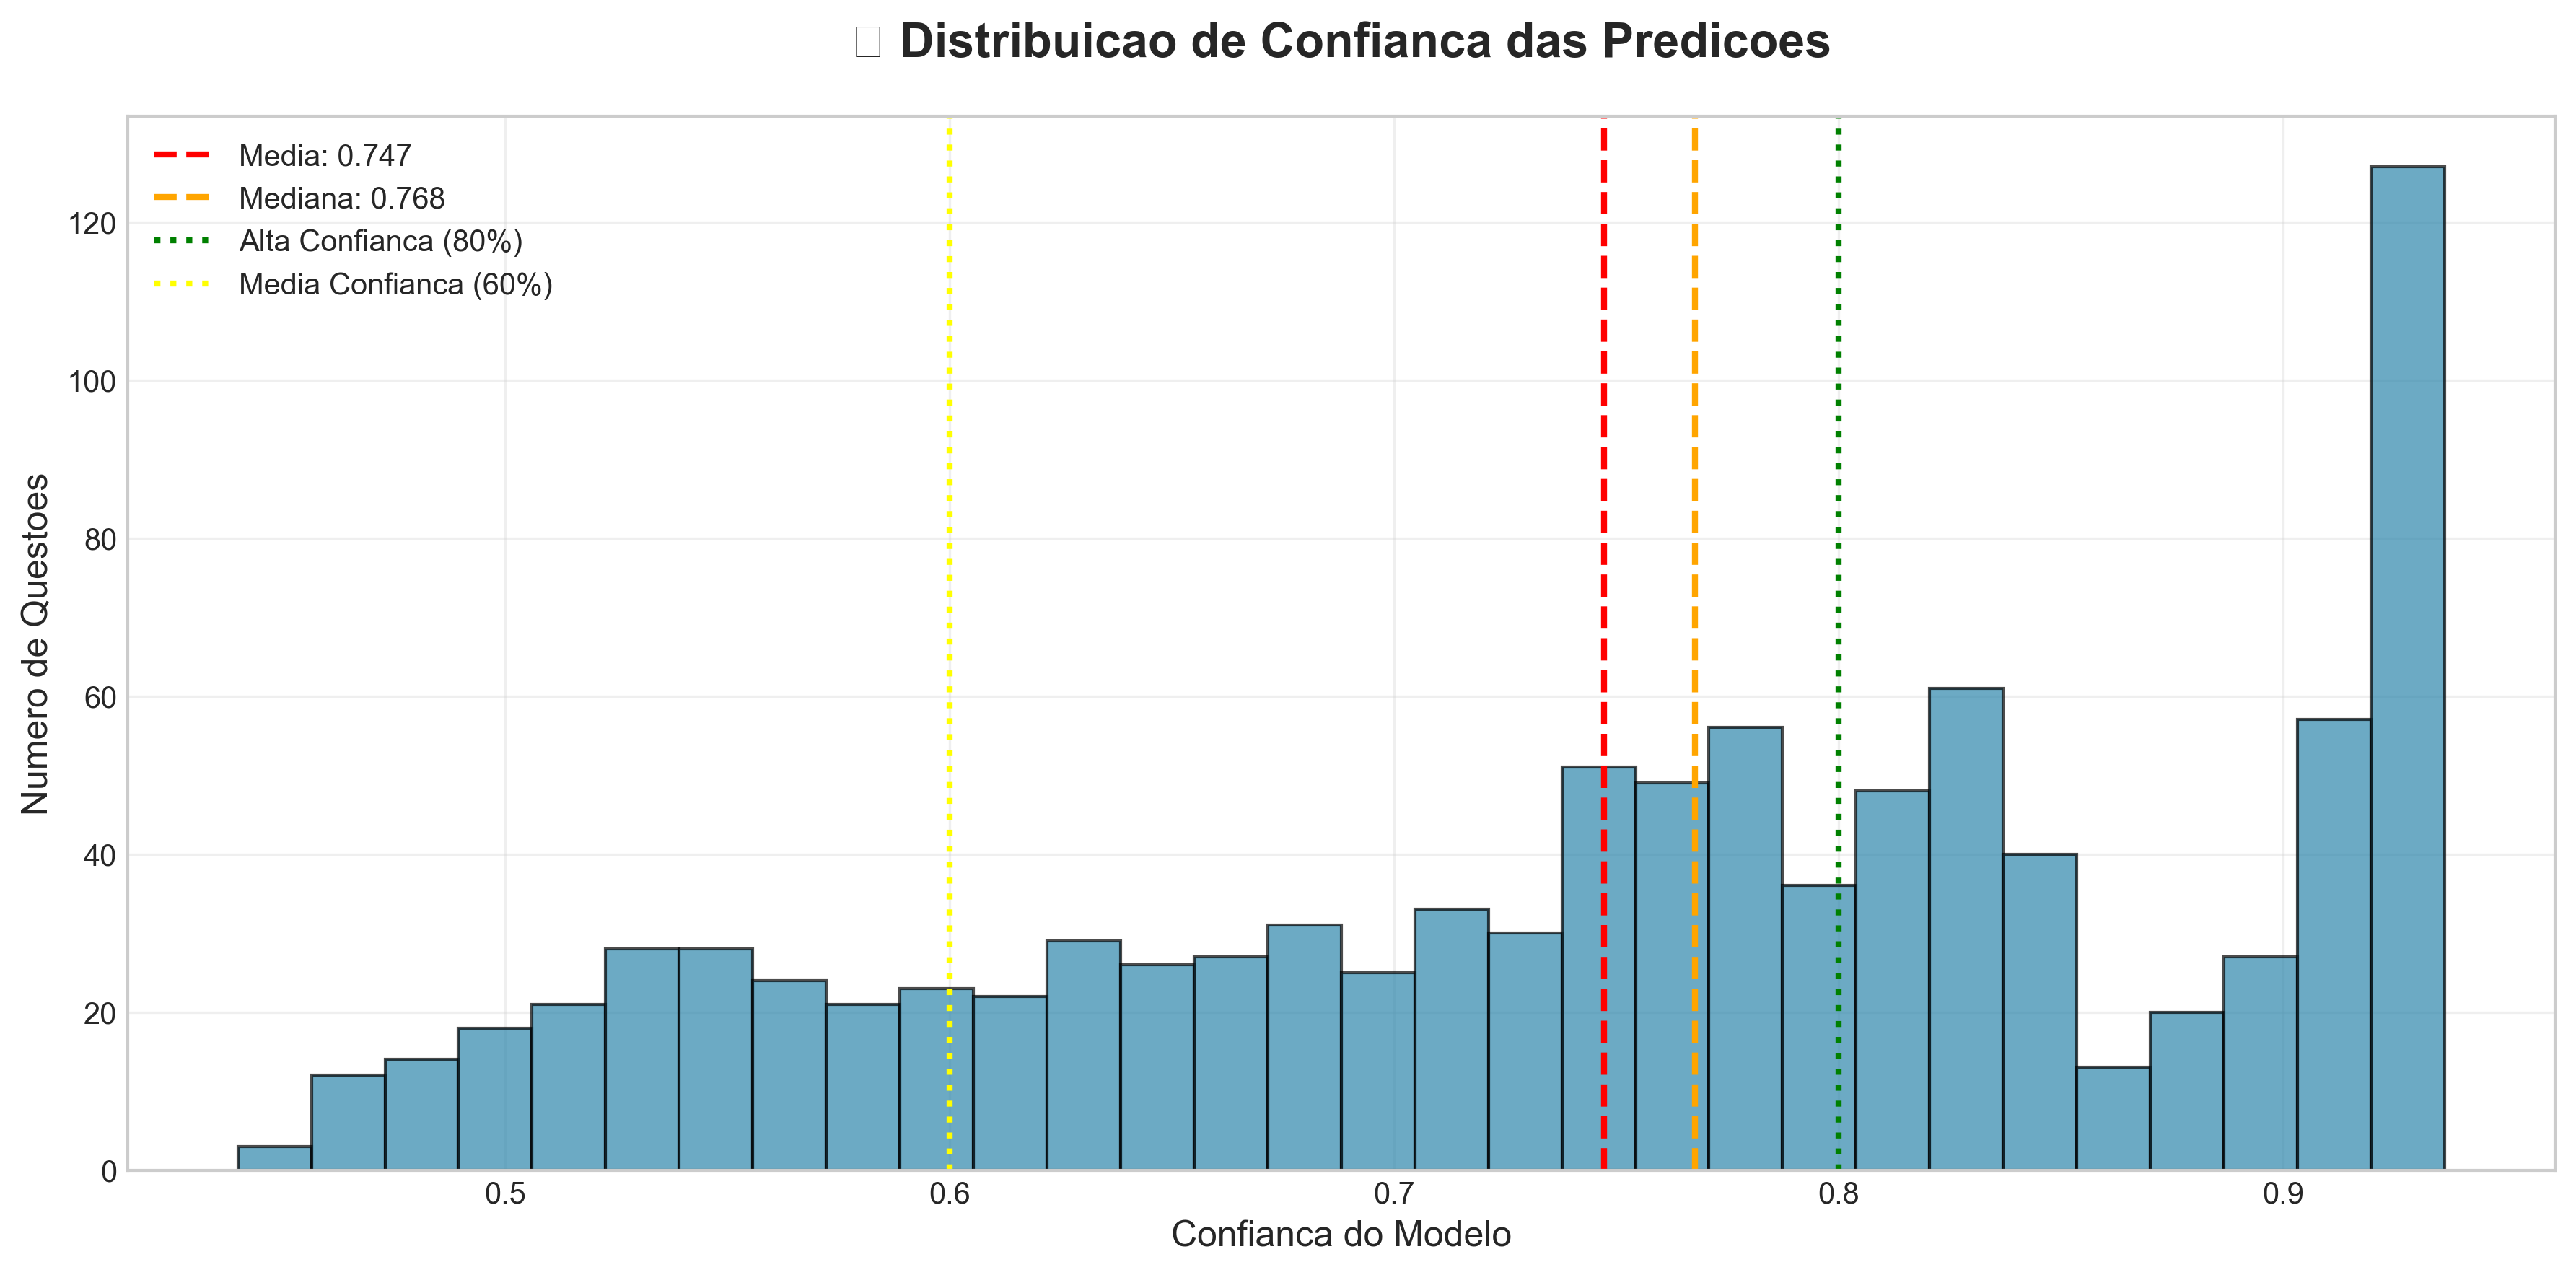 Distribuicao de Confianca das Predicoes
Media: 0.747
Mediana: 0.768
Alta Confianca (80%)
Media Confianca (60%)
Numero de Questoes
120
100
80
60
40
20
0
0.5
0.6
0.7
0.8
0.9
Confianca do Modelo